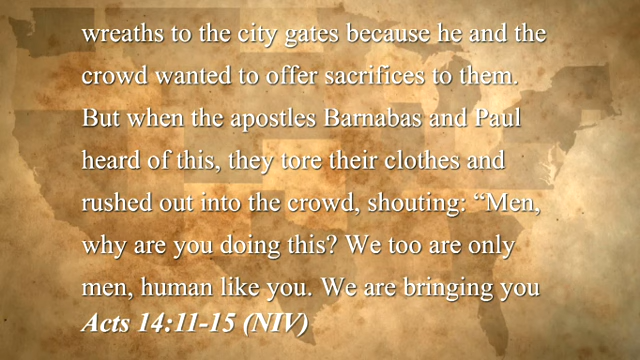 wreaths to the city gates because he and the
crowd wanted to offer sacrifices to them.
But when the apostles Barnabas and Paul
heard of this, they tore their clothes and
rushed out into the crowd, shouting: “Men,
why are you doing this? We too are only
men, human like you. We are bringing you
Acts 14:11-15 (NIV)